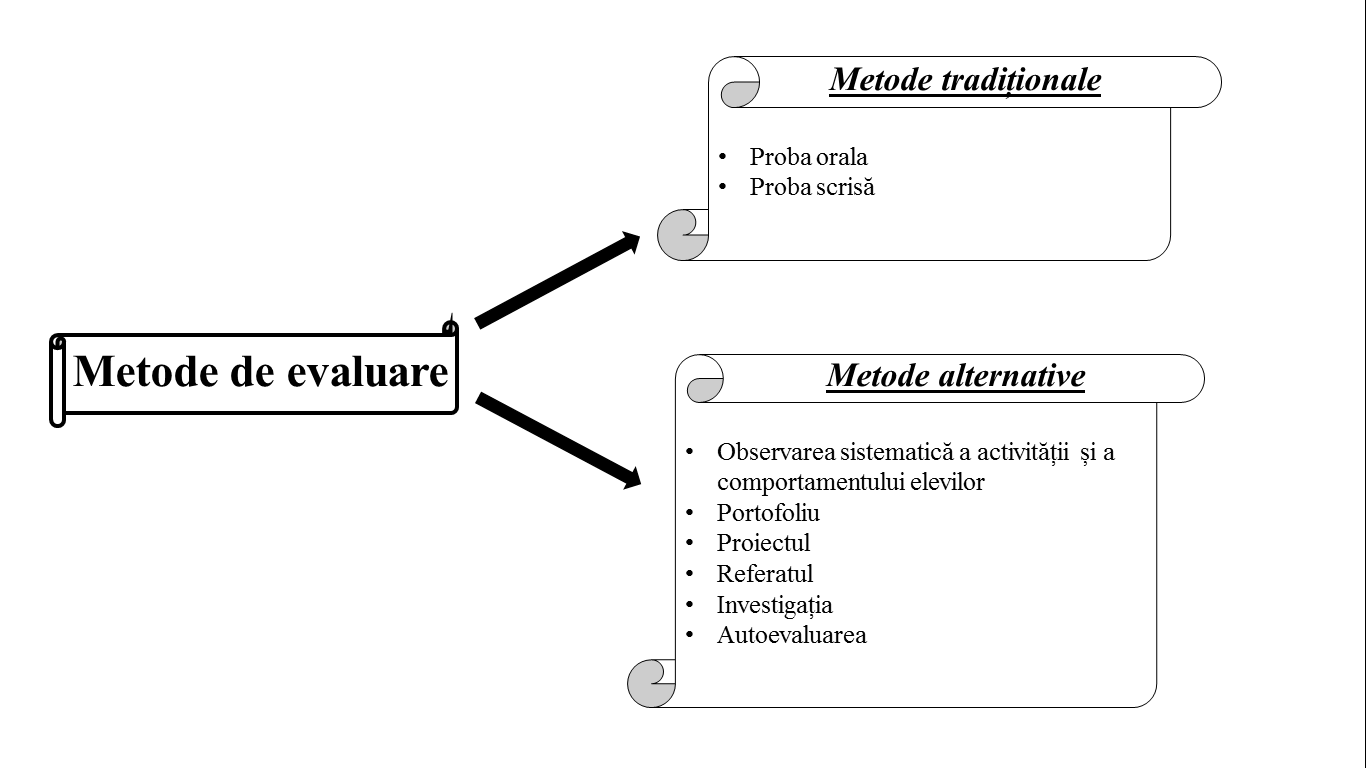 Metode de evaluare
Metode tradiționale
• Proba orala
• Proba scrisă
Metode alternative
• Observarea sistematică a activității și a
comportamentului elevilor
• Portofoliu
• Proiectul
• Referatul
• Investigația
• Autoevaluarea